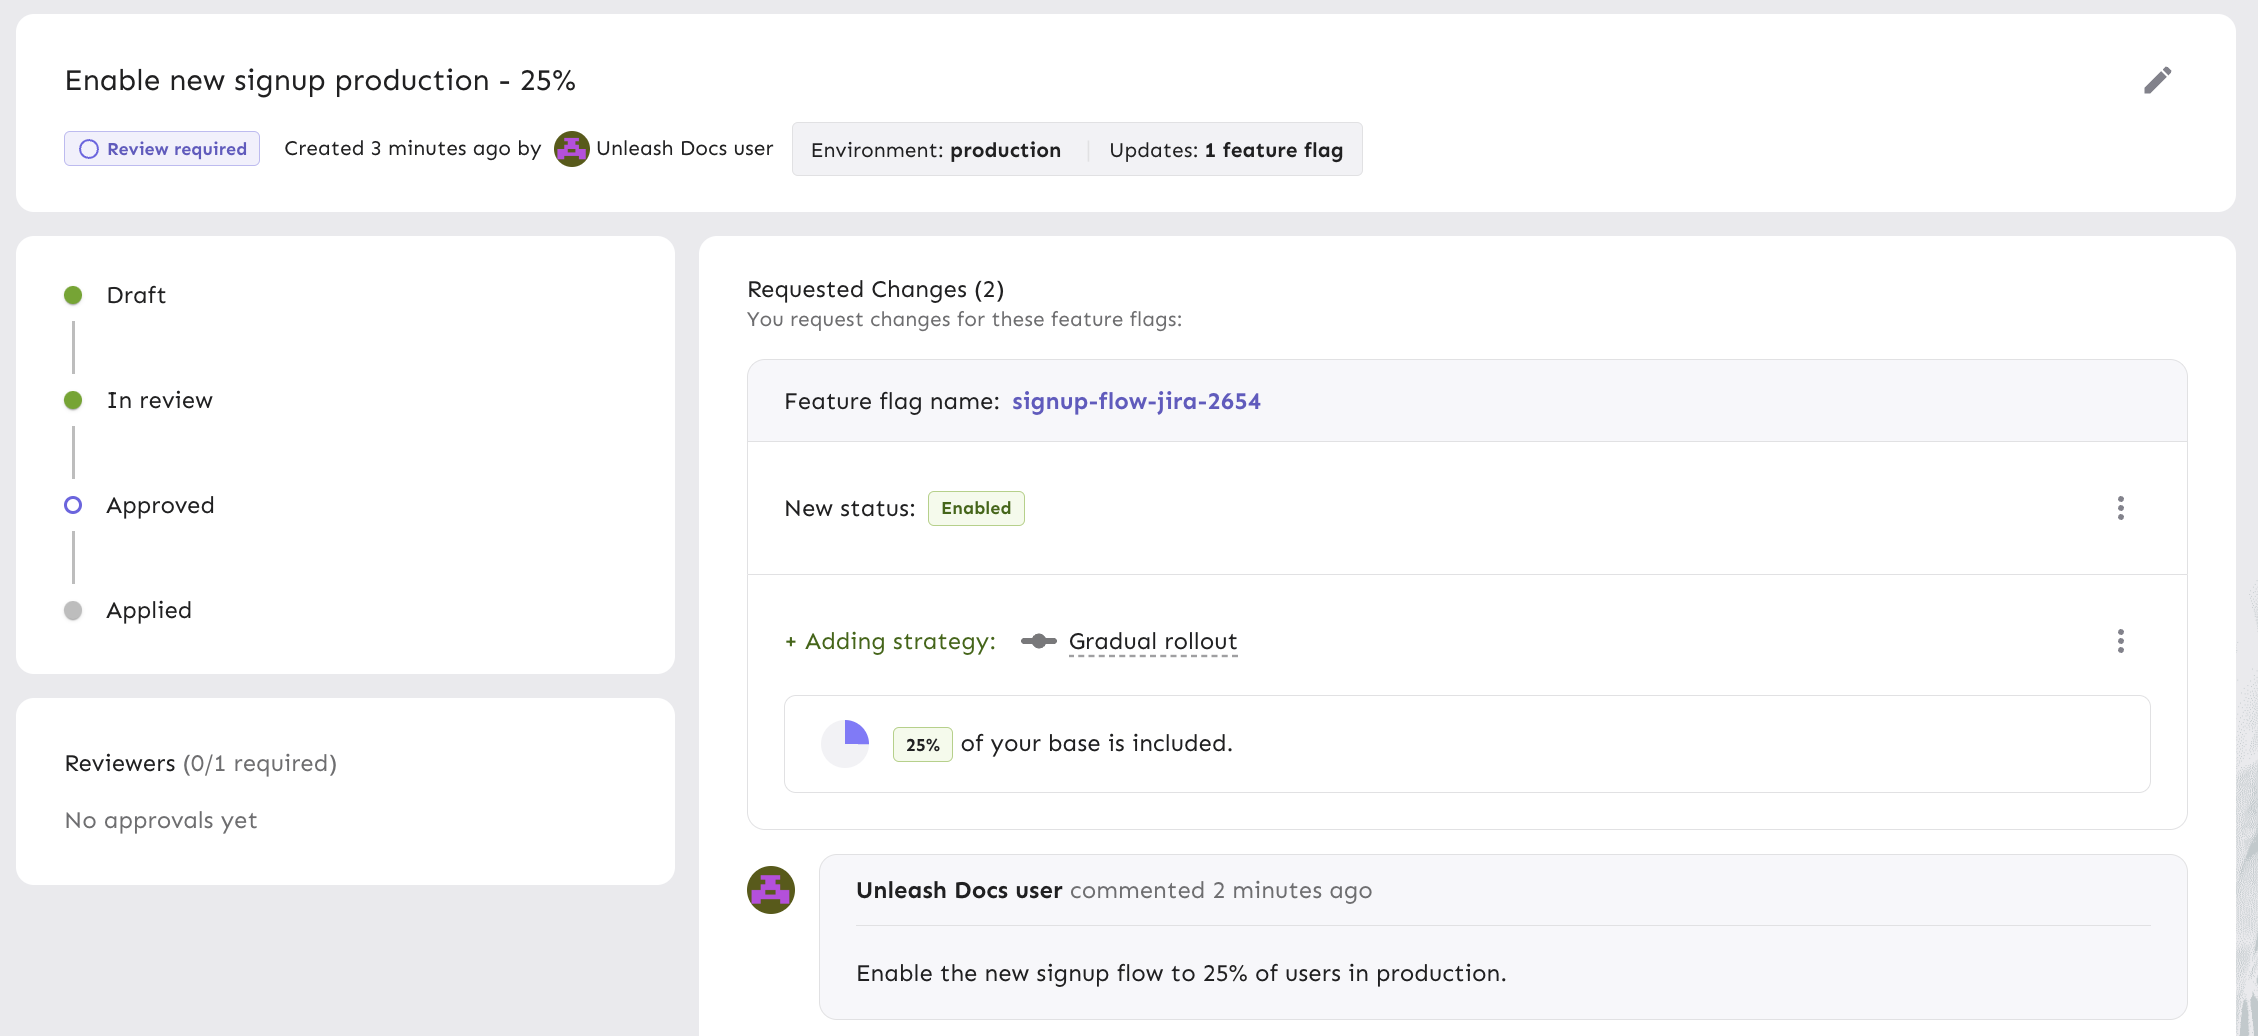 Enable new signup production - 25%
Review required Created 3 minutes ago by Unleash Docs user Environment: production Updates: 1 feature flag
Draft
In review
Approved
Applied
Reviewers (0/1 required)
No approvals yet
Requested Changes (2)
You request changes for these feature flags:
Feature flag name: signup-flow-jira-2654
New status: Enabled
+ Adding strategy: Gradual rollout
25% of your base is included.
Unleash Docs user commented 2 minutes ago
Enable the new signup flow to 25% of users in production.